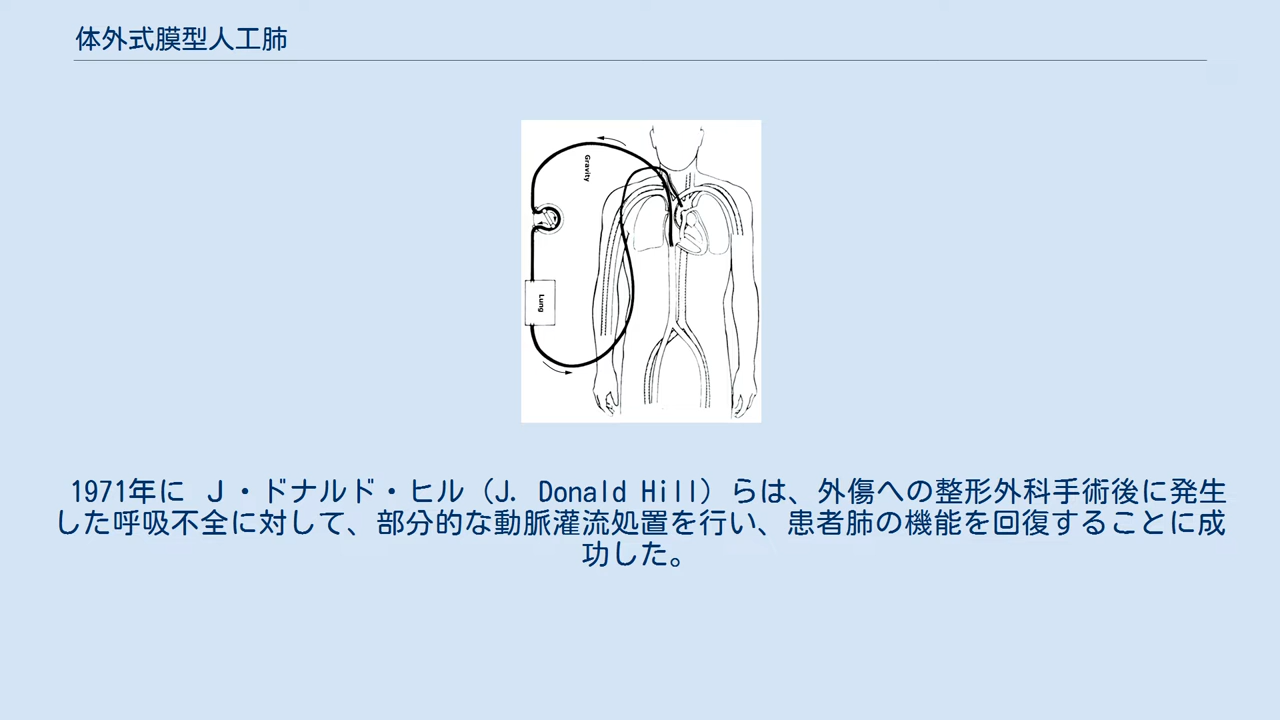 体外式膜型人工肺
Gravity
Lung
1971年に J・ドナルド・ヒル（J. Donald Hill）らは、外傷への整形外科手術後に発生
した呼吸不全に対して、部分的な動脈灌流処置を行い、患者肺の機能を回復することに成
功した。